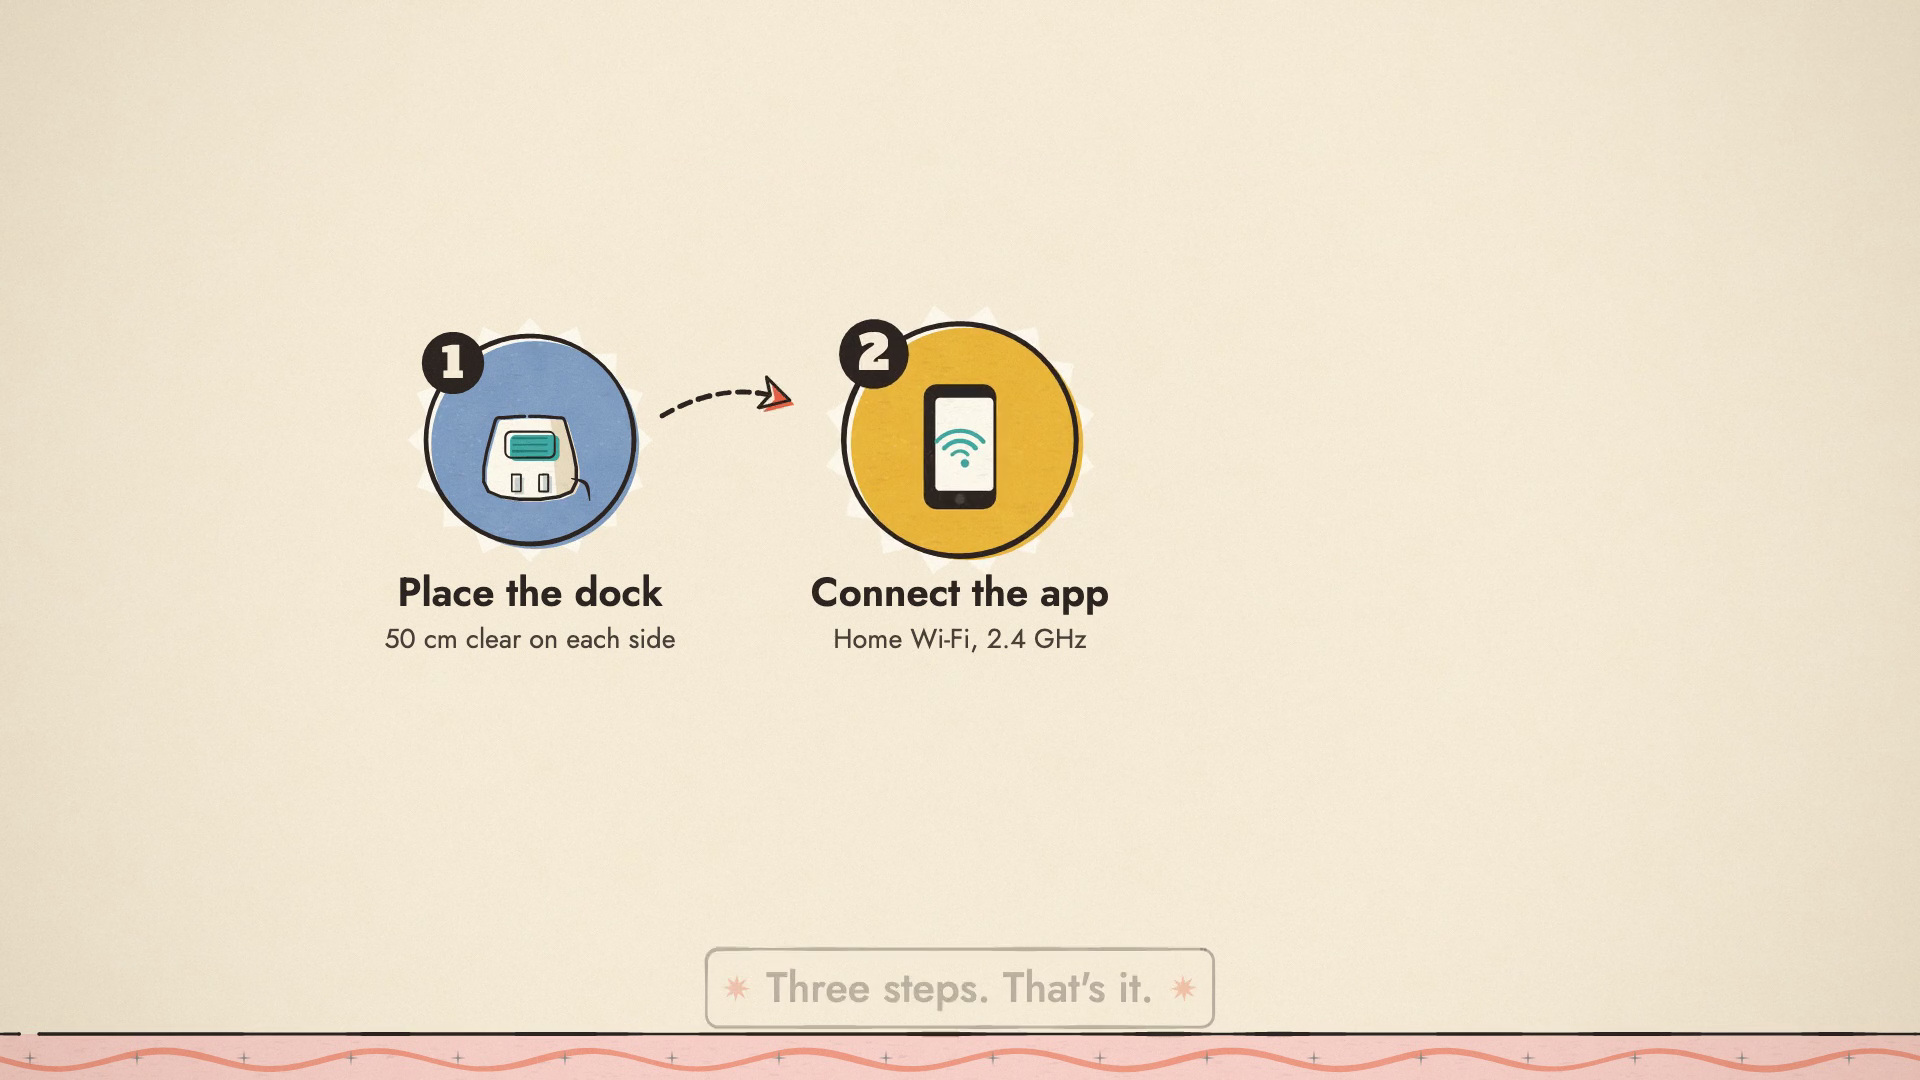 1
2
Place the dock
50 cm clear on each side
Connect the app
Home Wi-Fi, 2.4 GHz
Three steps. That's it.